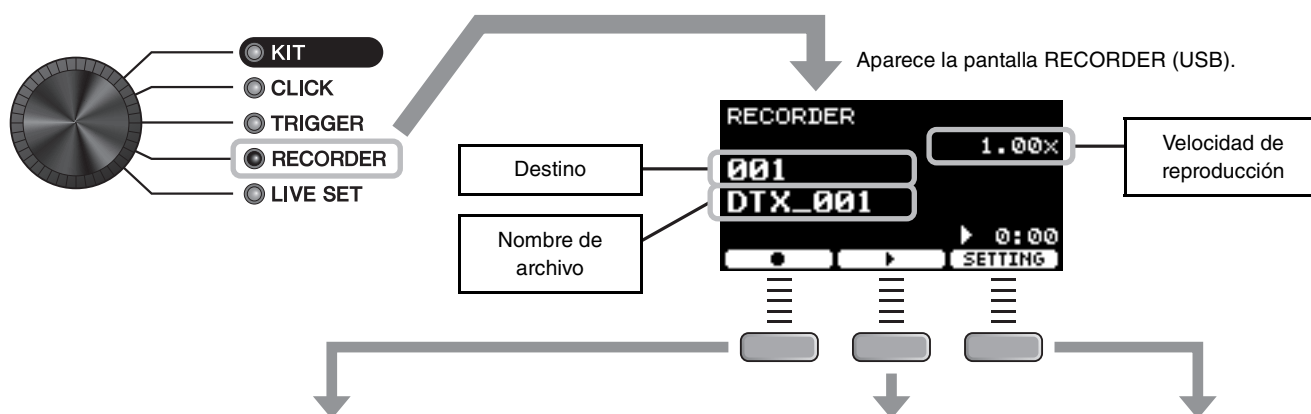 KIT
CLICK
TRIGGER
RECORDER
LIVE SET
Aparece la pantalla RECORDER (USB).
RECORDER
1.00x
001
DTX_001
0:00
SETTING
Destino
Nombre de
archivo
Velocidad de
reproducción